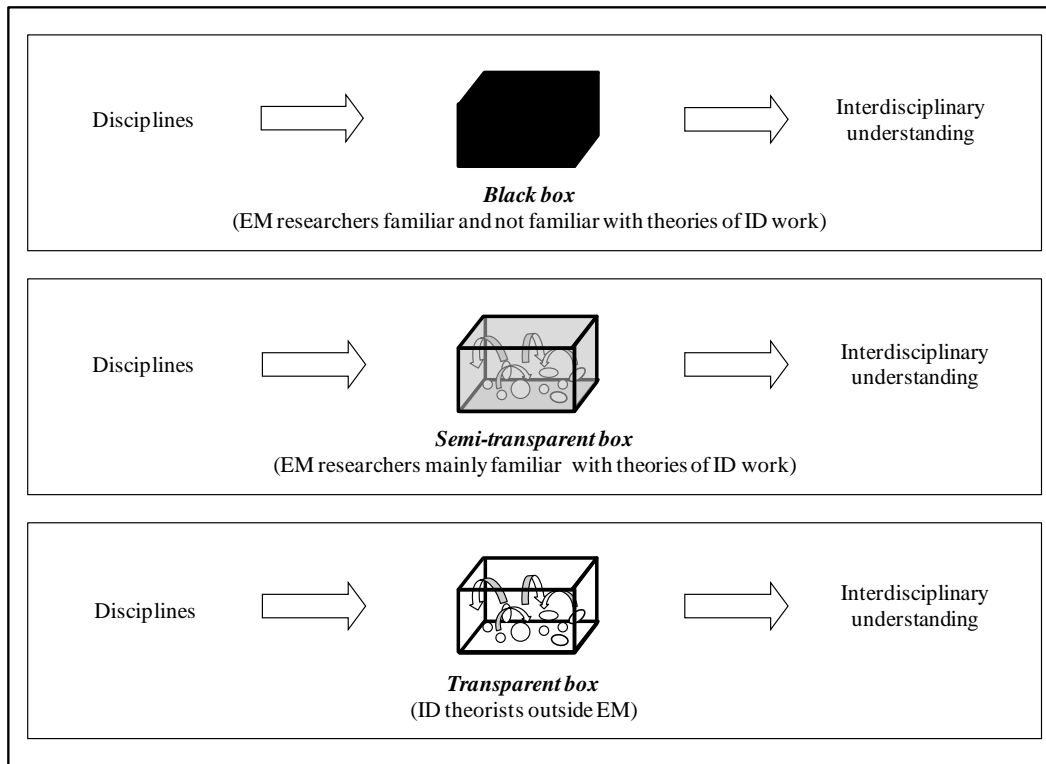 Disciplines
Interdisciplinary
understanding
Black box
(EM researchers familiar and not familiar with theories of ID work)
Disciplines
Interdisciplinary
understanding
Semi-transparent box
(EM researchers mainly familiar with theories of ID work)
Disciplines
Interdisciplinary
understanding
Transparent box
(ID theorists outside EM)